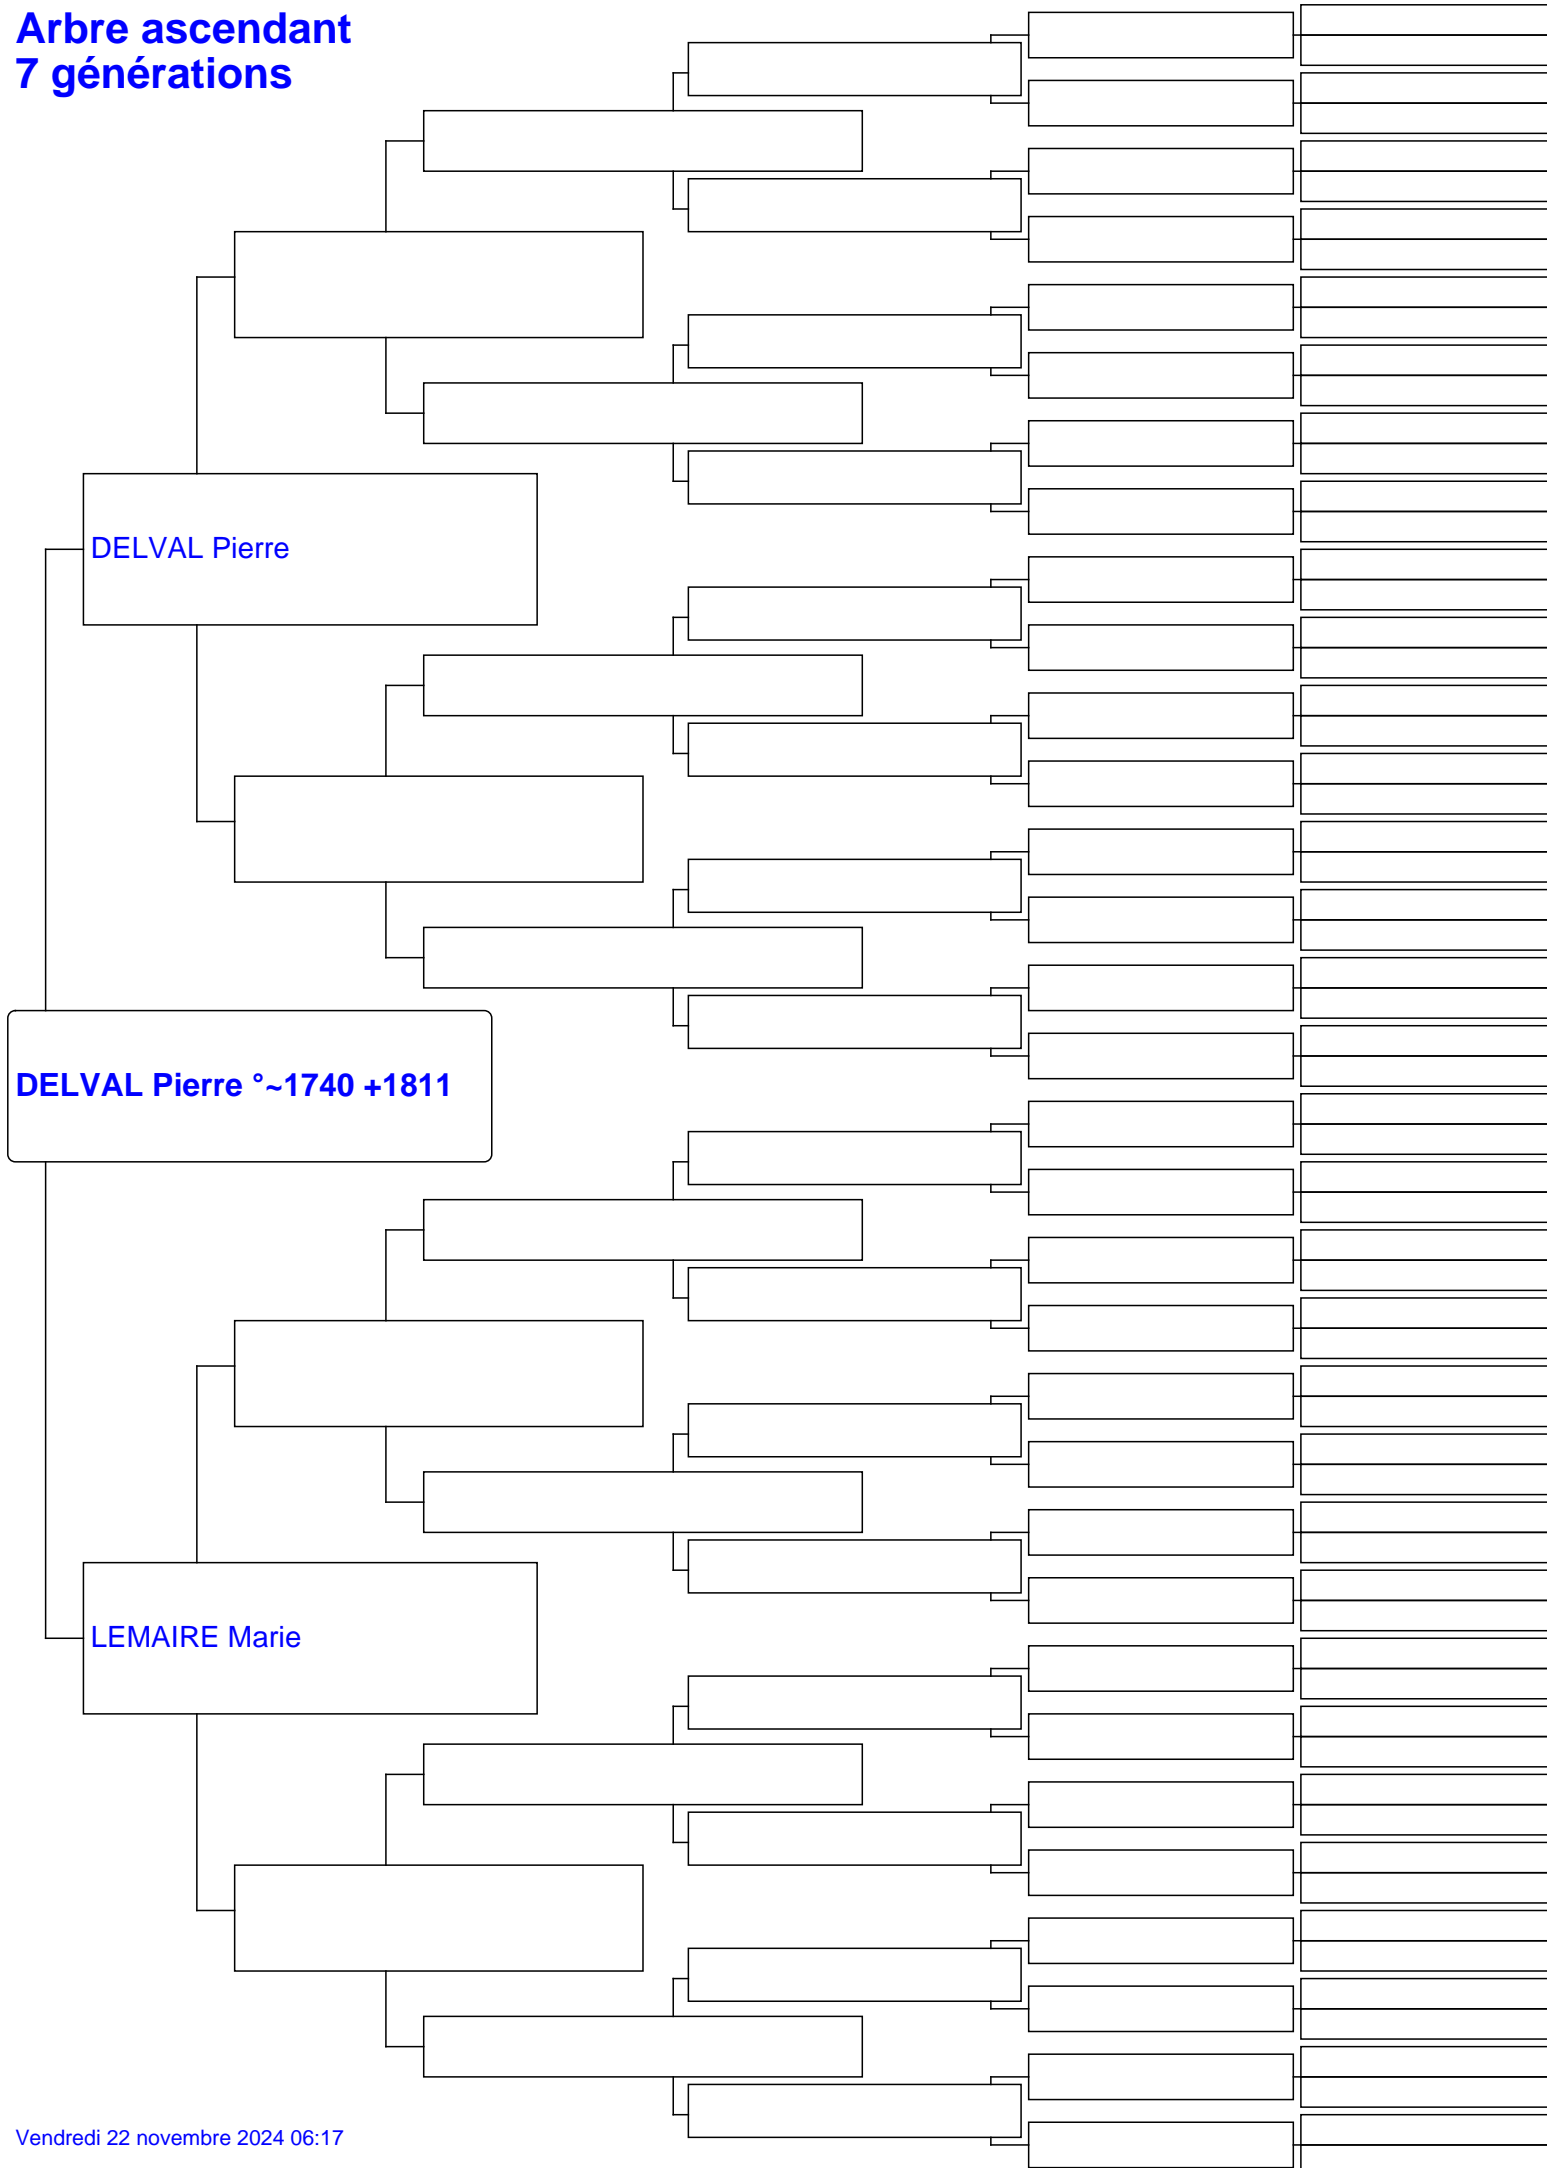 Arbre ascendant
7 générations
DELVAL Pierre
DELVAL Pierre °~1740 +1811
LEMAIRE Marie
Vendredi 22 novembre 2024 06:17